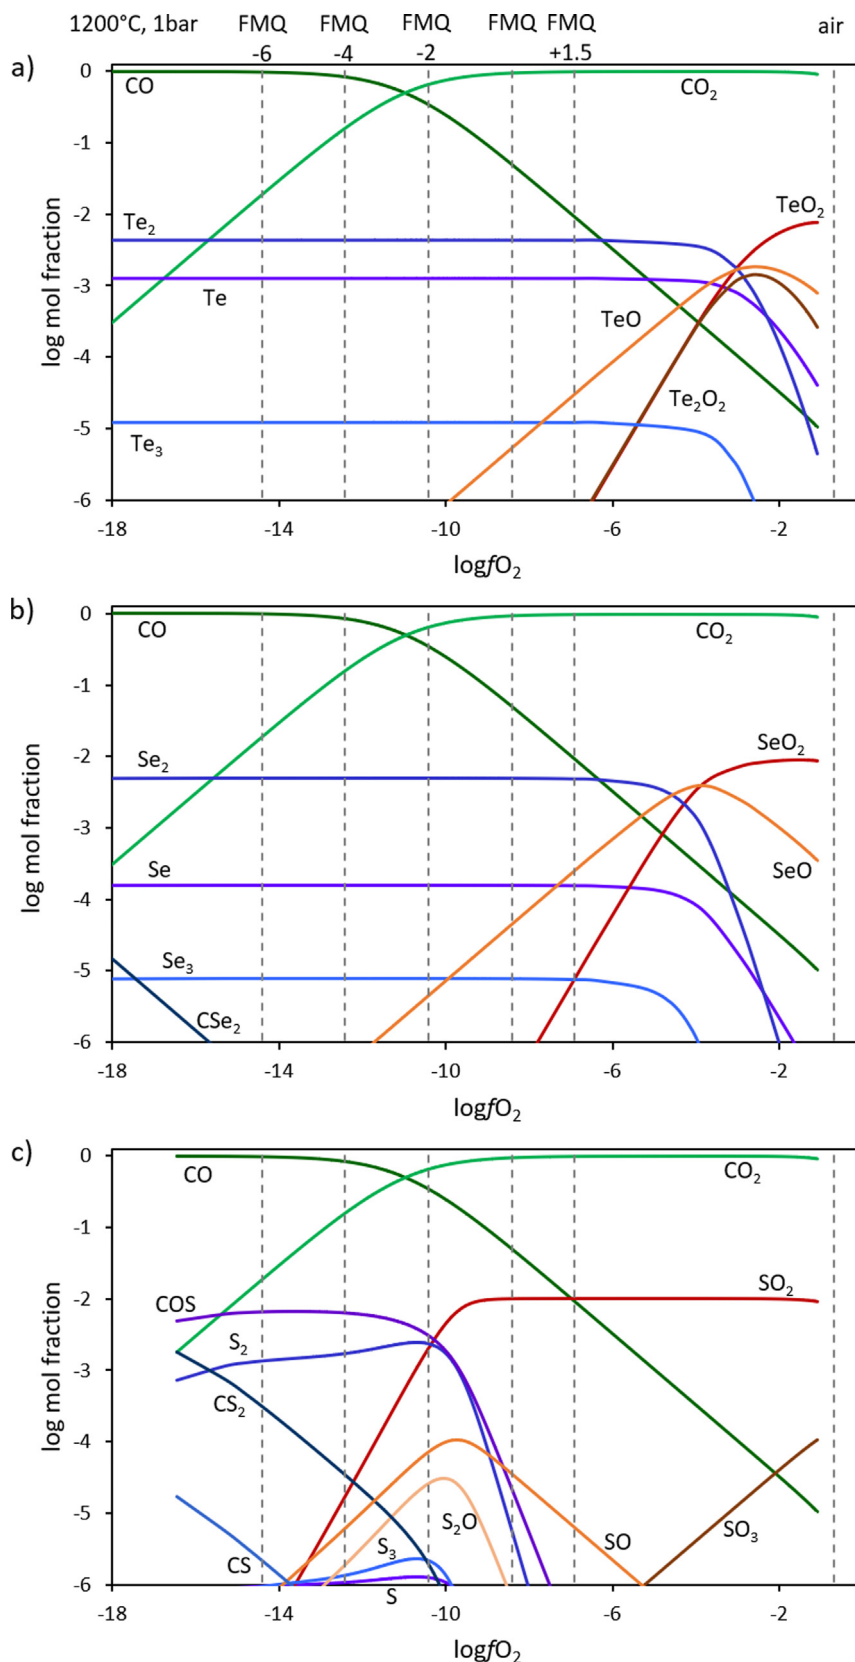 1200°C, 1bar FMQ FMQ FMQ FMQ FMQ air
-6 -4 -2 +1.5
a)
0
CO
CO₂
-1
-2
TeO₂
Te₂
-3
Te
TeO
-4
Te₂O₂
-5
Te₃
-6
log mol fraction
-18 -14 -10 -6 -2
logfO₂
b)
0
CO
CO₂
-1
-2
SeO₂
Se₂
-3
Se
SeO
-4
Se₃
-5
CSe₂
-6
log mol fraction
-18 -14 -10 -6 -2
logfO₂
c)
0
CO
CO₂
-1
-2
SO₂
COS
S₂
-3
CS₂
-4
-5
S₂O
SO₃
S₃
SO
CS
-6
S
log mol fraction
-18 -14 -10 -6 -2
logfO₂